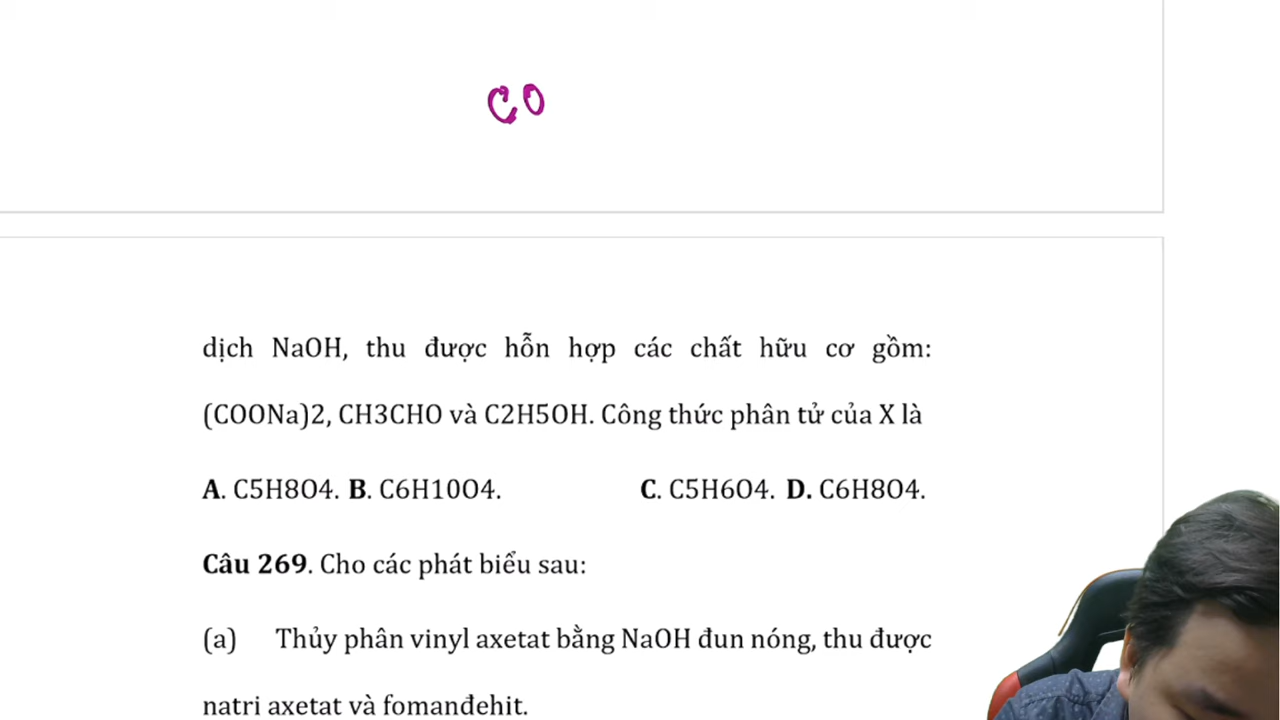 CO
dịch NaOH, thu được hỗn hợp các chất hữu cơ gồm:
(COONa)2, CH3CHO và C2H5OH. Công thức phân tử của X là
A. C5H8O4. B. C6H10O4. C. C5H6O4. D. C6H8O4.
Câu 269. Cho các phát biểu sau:
(a) Thủy phân vinyl axetat bằng NaOH đun nóng, thu được
natri axetat và fomanđehit.